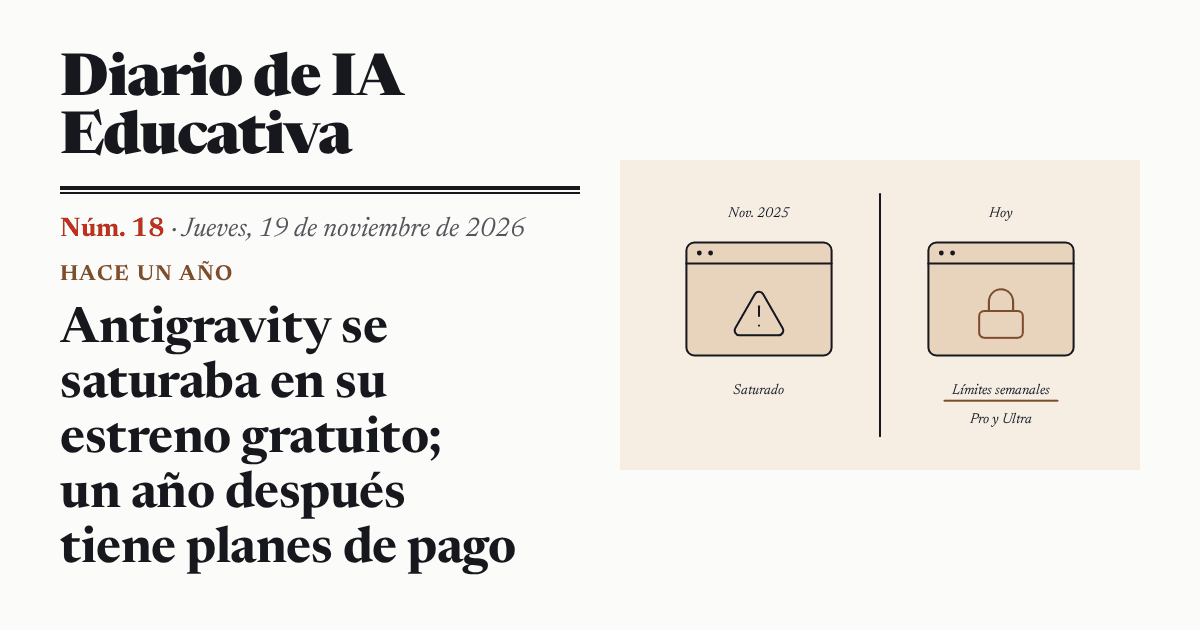 Diario de IA
Educativa
Núm. 18 · Jueves, 19 de noviembre de 2026
HACE UN AÑO
Antigravity se
saturaba en su
estreno gratuito;
un año después
tiene planes de pago
Nov. 2025
Saturado
Hoy
Límites semanales
Pro y Ultra